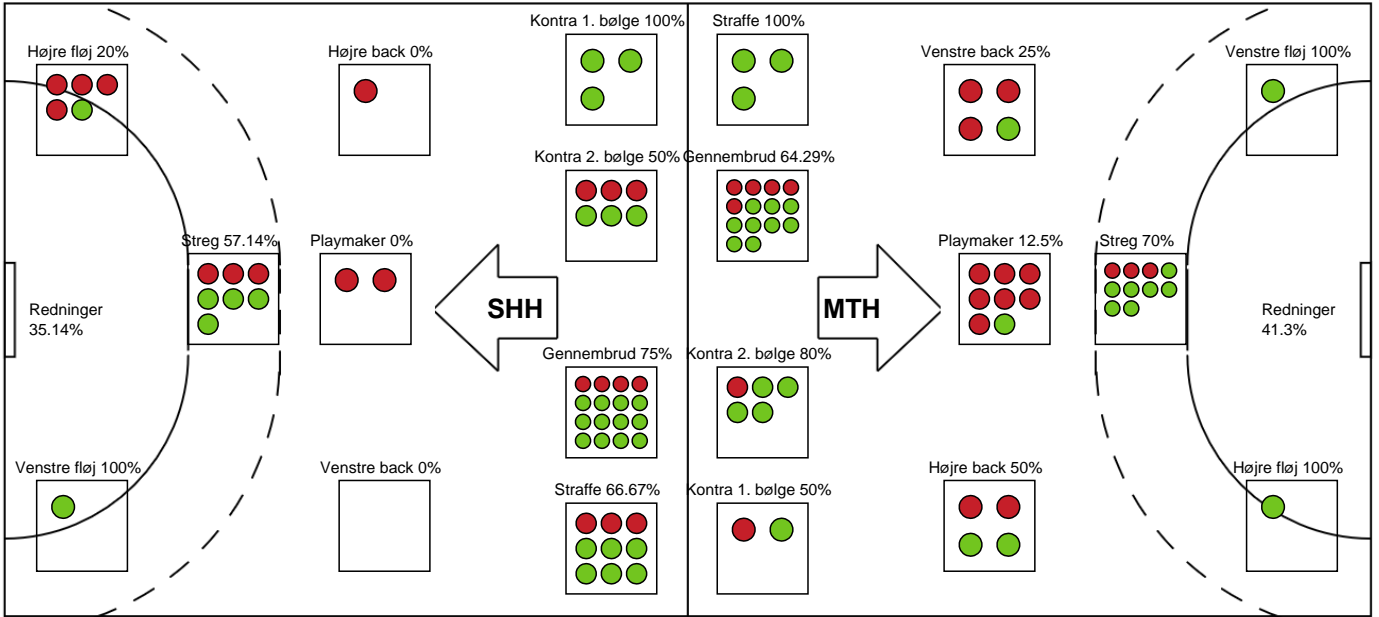 Kontra 1. bølge 100%
Straffe 100%
Højre fløj 20%
Højre back 0%
Venstre back 25%
Venstre fløj 100%
Kontra 2. bølge 50%
Gennembrud 64.29%
Streg 57.14%
Playmaker 0%
Playmaker 12.5%
Streg 70%
Redninger
35.14%
SHH
MTH
Redninger
41.3%
Gennembrud 75%
Kontra 2. bølge 80%
Venstre fløj 100%
Venstre back 0%
Højre back 50%
Højre fløj 100%
Straffe 66.67%
Kontra 1. bølge 50%